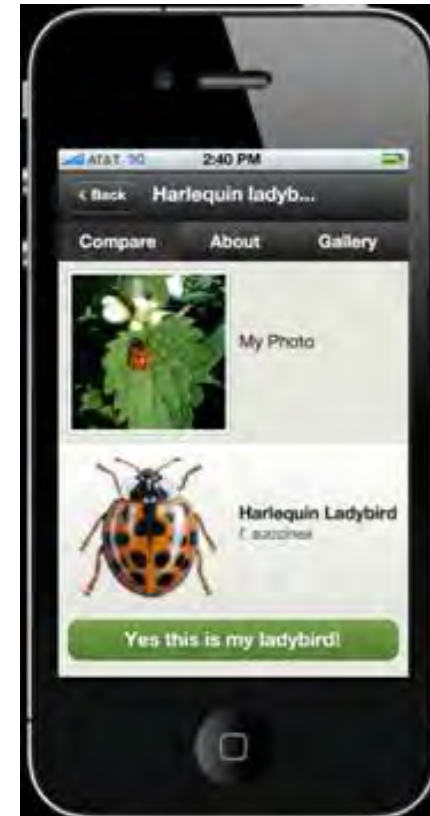 AT&T 3G 2:40 PM
Back Harlequin ladyb...
Compare About Gallery
My Photo
Harlequin Ladybird
f. succinea
Yes this is my ladybird!